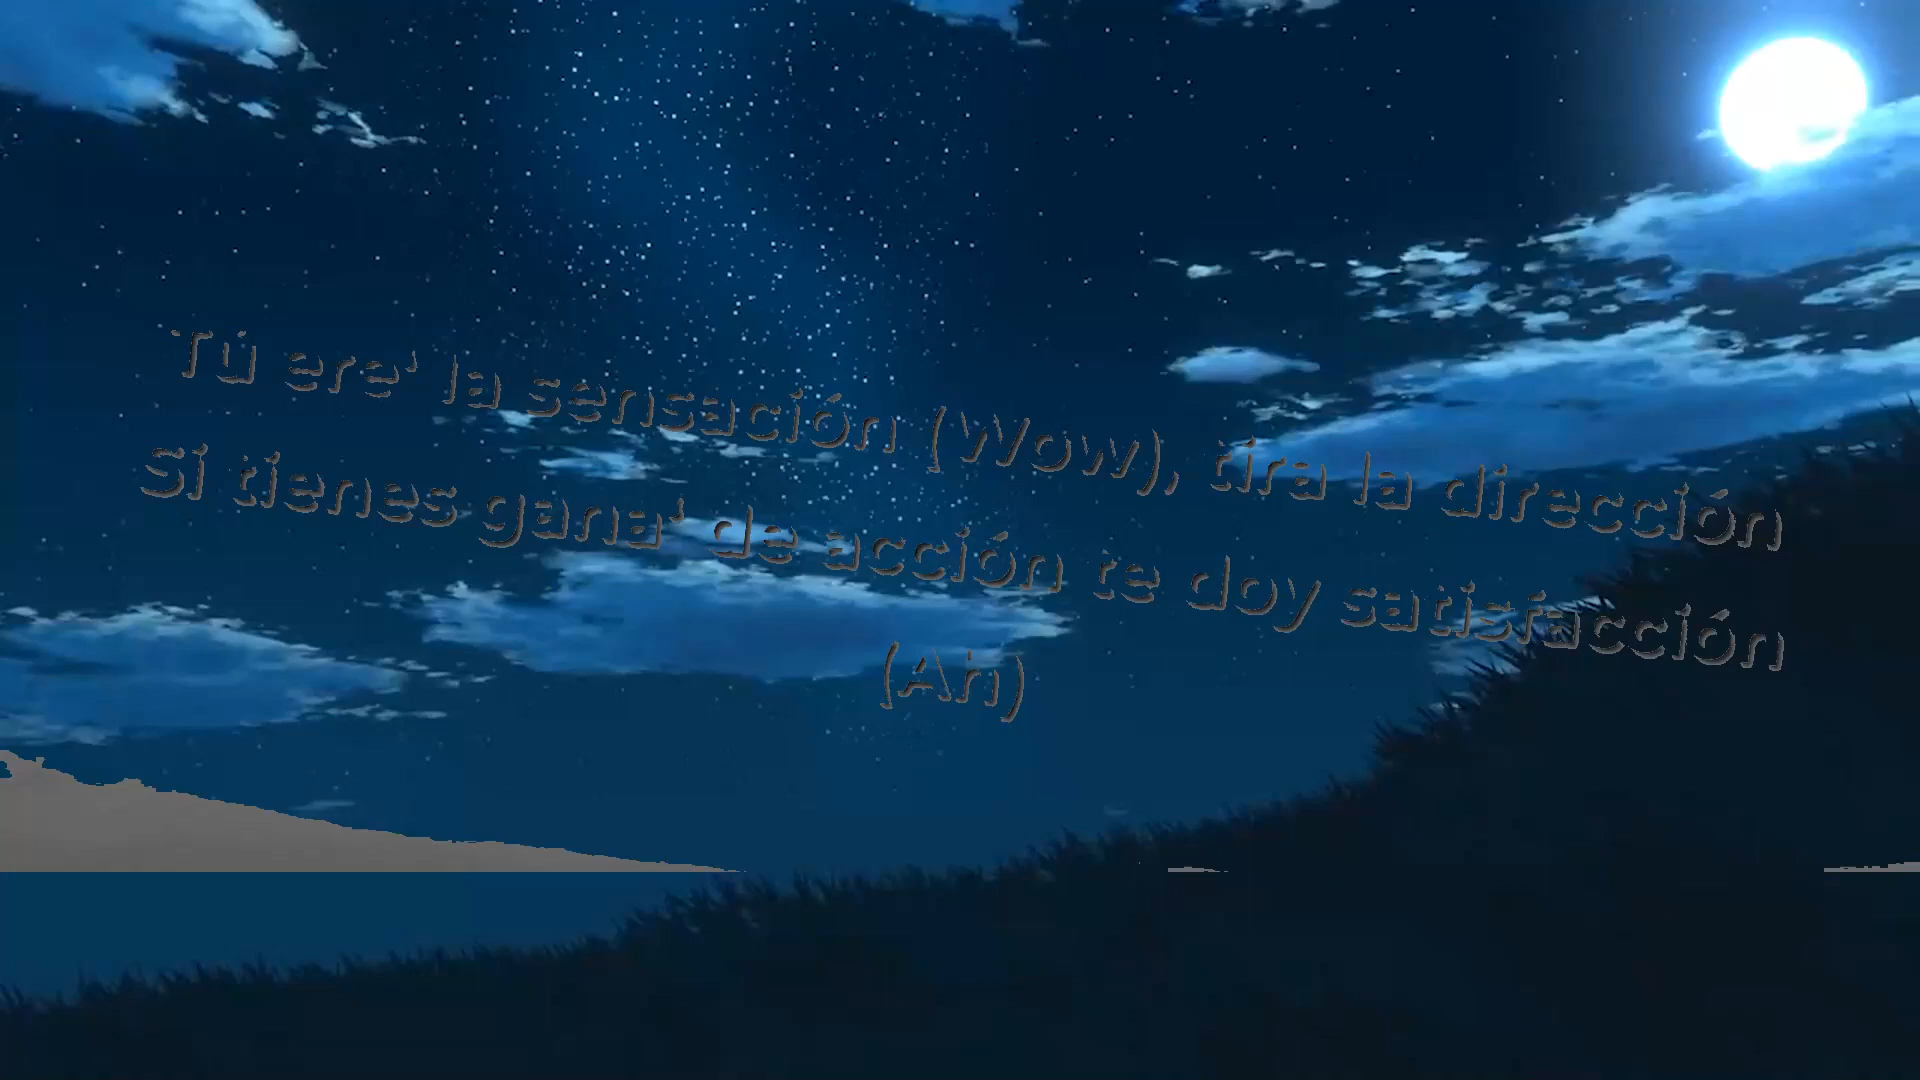 Tú ere' la sensación (Wow), tira la dirección
Si tienes gana' de acción te doy satisfacción
(Ah)